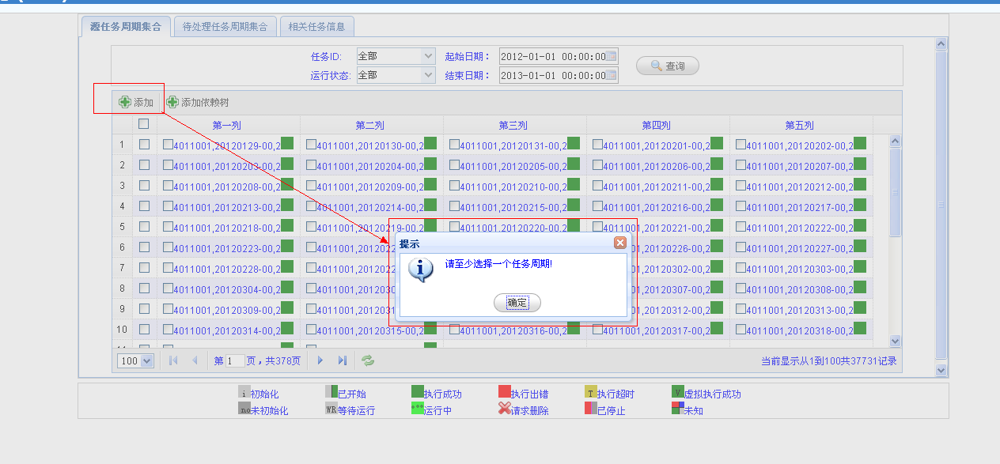 源任务周期集合 待处理任务周期集合 相关任务信息
任务ID: 全部 起始日期： 2012-01-01 00:00:00 查询
运行状态: 全部 结束日期： 2013-01-01 00:00:00
添加 添加依赖树
第一列 第二列 第三列 第四列 第五列
1 4011001,20120129-00,2 4011001,20120130-00,2 4011001,20120131-00,2 4011001,20120201-00,2 4011001,20120202-00,2
2 4011001,20120203-00,2 4011001,20120204-00,2 4011001,20120205-00,2 4011001,20120206-00,2 4011001,20120207-00,2
3 4011001,20120208-00,2 4011001,20120209-00,2 4011001,20120210-00,2 4011001,20120211-00,2 4011001,20120212-00,2
4 4011001,20120213-00,2 4011001,20120214-00,2 4011001,20120215-00,2 4011001,20120216-00,2 4011001,20120217-00,2
5 4011001,20120218-00,2 4011001,20120219-00,2 4011001,20120220-00,2 4011001,20120221-00,2 4011001,20120222-00,2
6 4011001,20120223-00,2 4011001,2012022 1,20120226-00,2 4011001,20120227-00,2
7 4011001,20120228-00,2 4011001,2012022 1,20120302-00,2 4011001,20120303-00,2
8 4011001,20120304-00,2 4011001,2012030 1,20120307-00,2 4011001,20120308-00,2
9 4011001,20120309-00,2 4011001,2012031 1,20120312-00,2 4011001,20120313-00,2
10 4011001,20120314-00,2 4011001,20120315-00,2 4011001,20120316-00,2 4011001,20120317-00,2 4011001,20120318-00,2
提示
请至少选择一个任务周期!
确定
100 第 1 页，共378页 当前显示从1到100共37731记录
i 初始化 已开始 执行成功 执行出错 T 执行超时 V 虚拟执行成功
no 未初始化 WR 等待运行 运行中 请求删除 已停止 未知